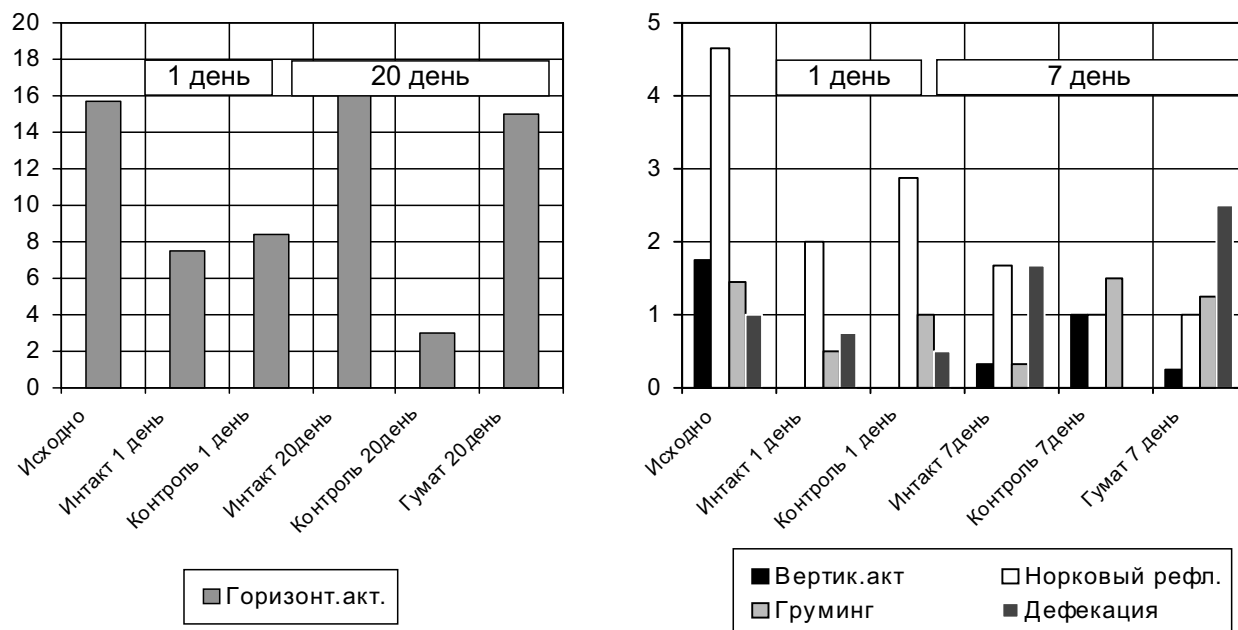 20
18
16
14
12
10
8
6
4
2
0
1 день
20 день
Исходно
Интакт 1 день
Контроль 1 день
Интакт 20день
Контроль 20день
Гумат 20день
Горизонт.акт.
5
4
3
2
1
0
1 день
7 день
Исходно
Интакт 1 день
Контроль 1 день
Интакт 7день
Контроль 7день
Гумат 7 день
Вертик.акт
Норковый рефл.
Груминг
Дефекация